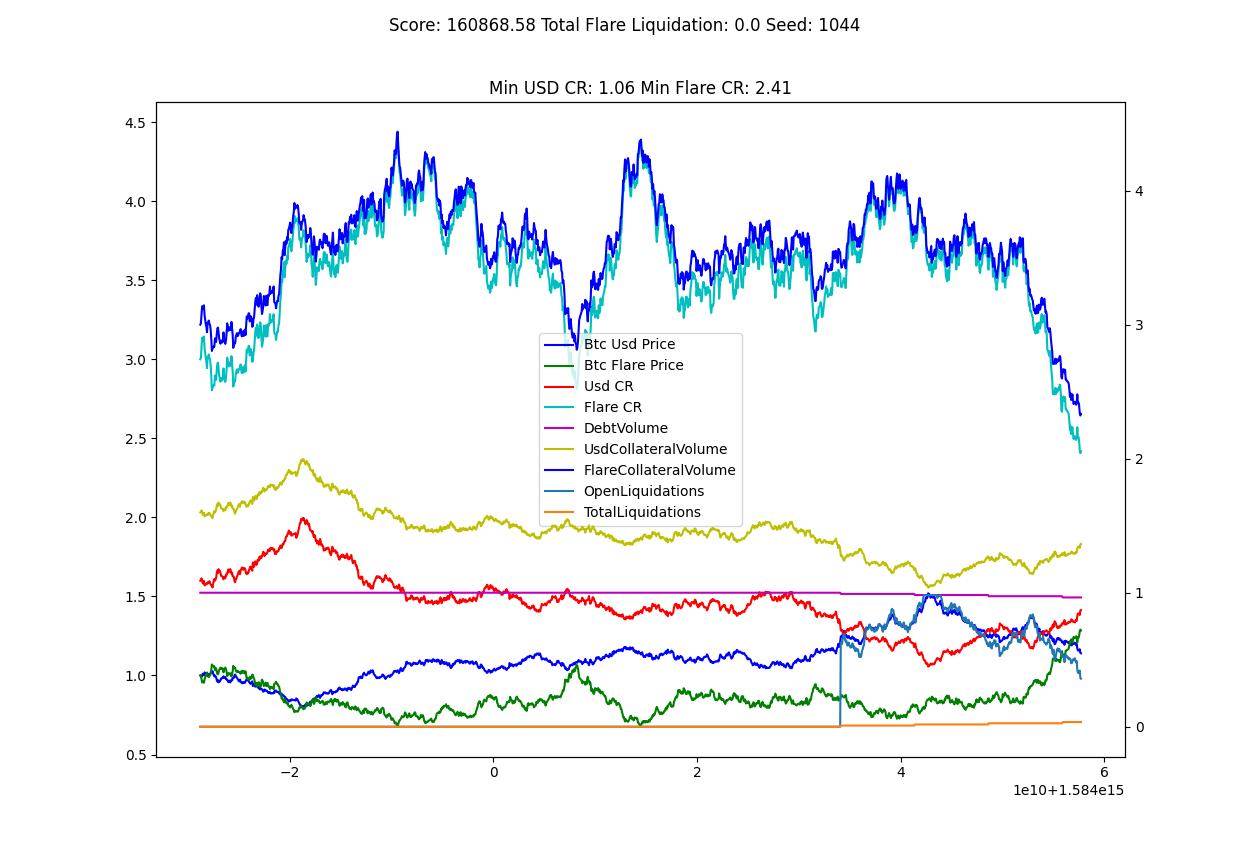 Score: 160868.58 Total Flare Liquidation: 0.0 Seed: 1044
Min USD CR: 1.06 Min Flare CR: 2.41
4.5
4.0
3.5
3.0
2.5
2.0
1.5
1.0
0.5
4
3
2
1
0
Btc Usd Price
Btc Flare Price
Usd CR
Flare CR
DebtVolume
UsdCollateralVolume
FlareCollateralVolume
OpenLiquidations
TotalLiquidations
−2
0
2
4
6
1e10+1.584e15